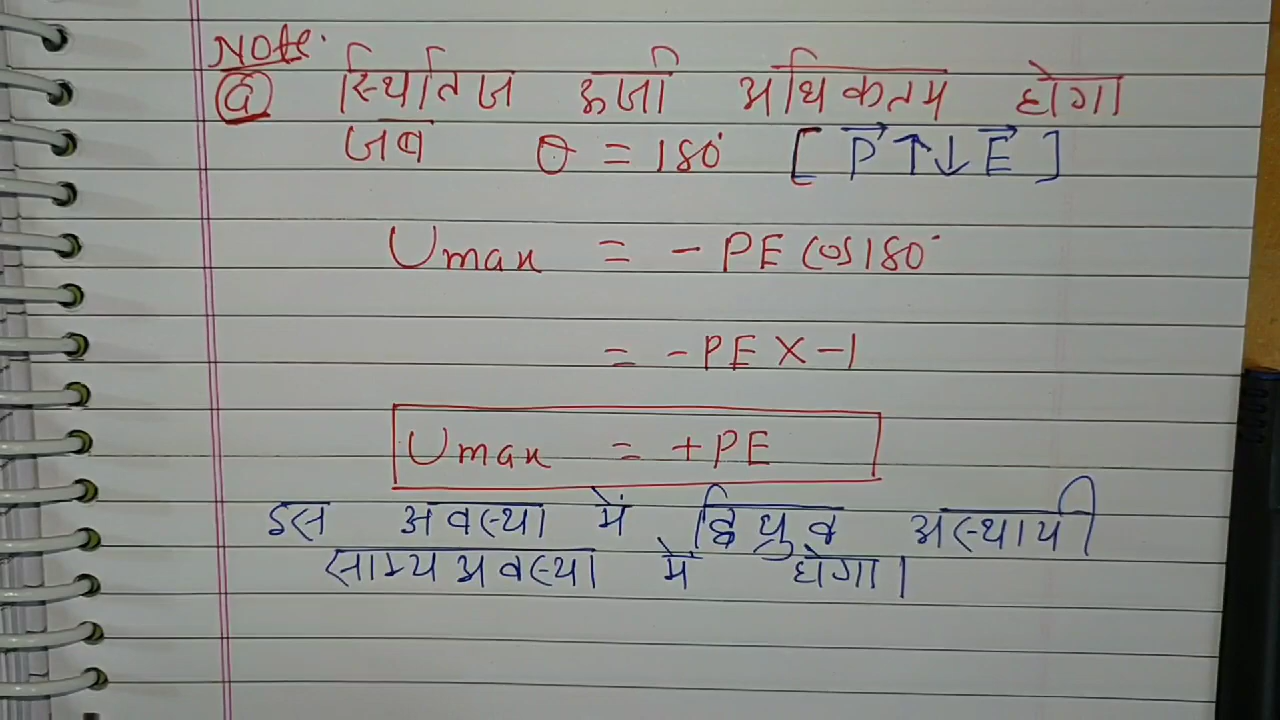 Note.
(a) स्थितिज ऊर्जा अधिकतम होगा
जब θ = 180° [ P⃗ ↑↓ E⃗ ]
Umax = - PE Cos180°
= - PE X -1
Umax = + PE
इस अवस्था में द्विध्रुव अस्थायी
साम्य अवस्था में होगा।